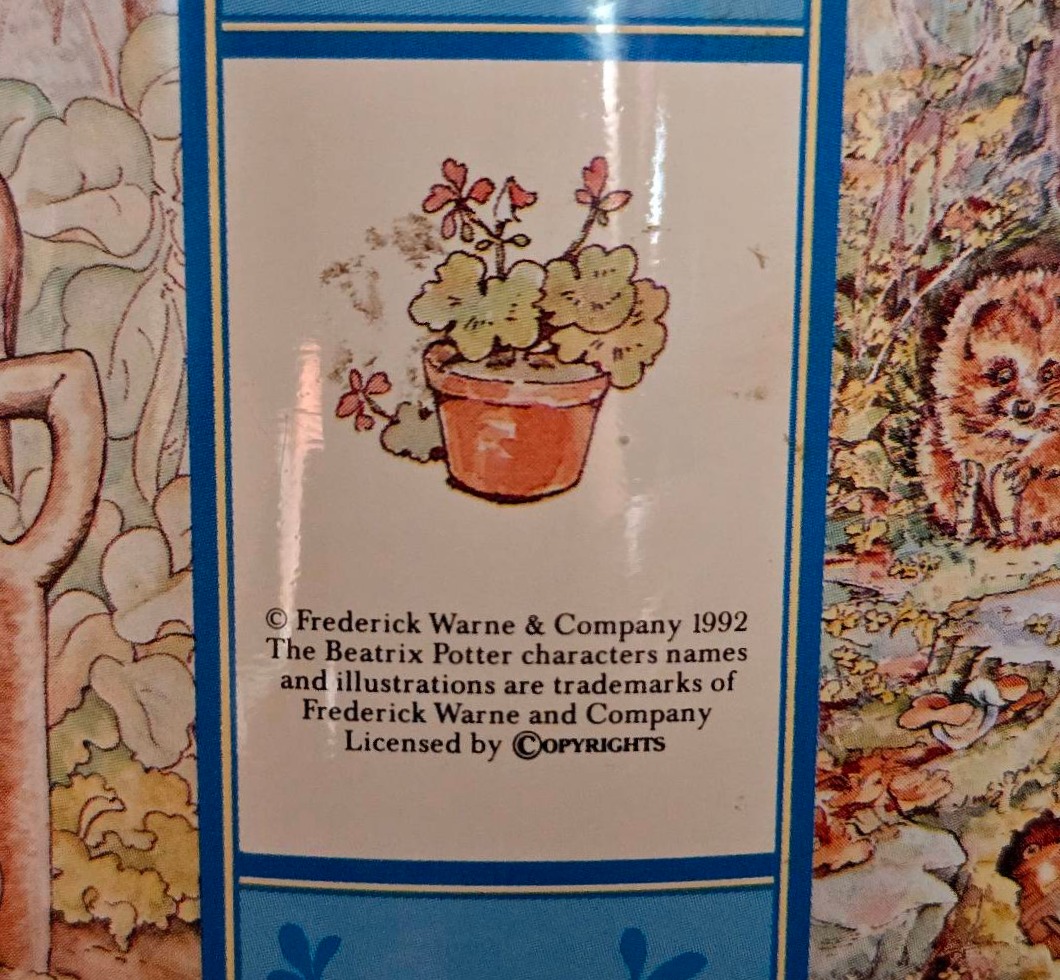 © Frederick Warne & Company 1992
The Beatrix Potter characters names
and illustrations are trademarks of
Frederick Warne and Company
Licensed by ©OPYRIGHTS